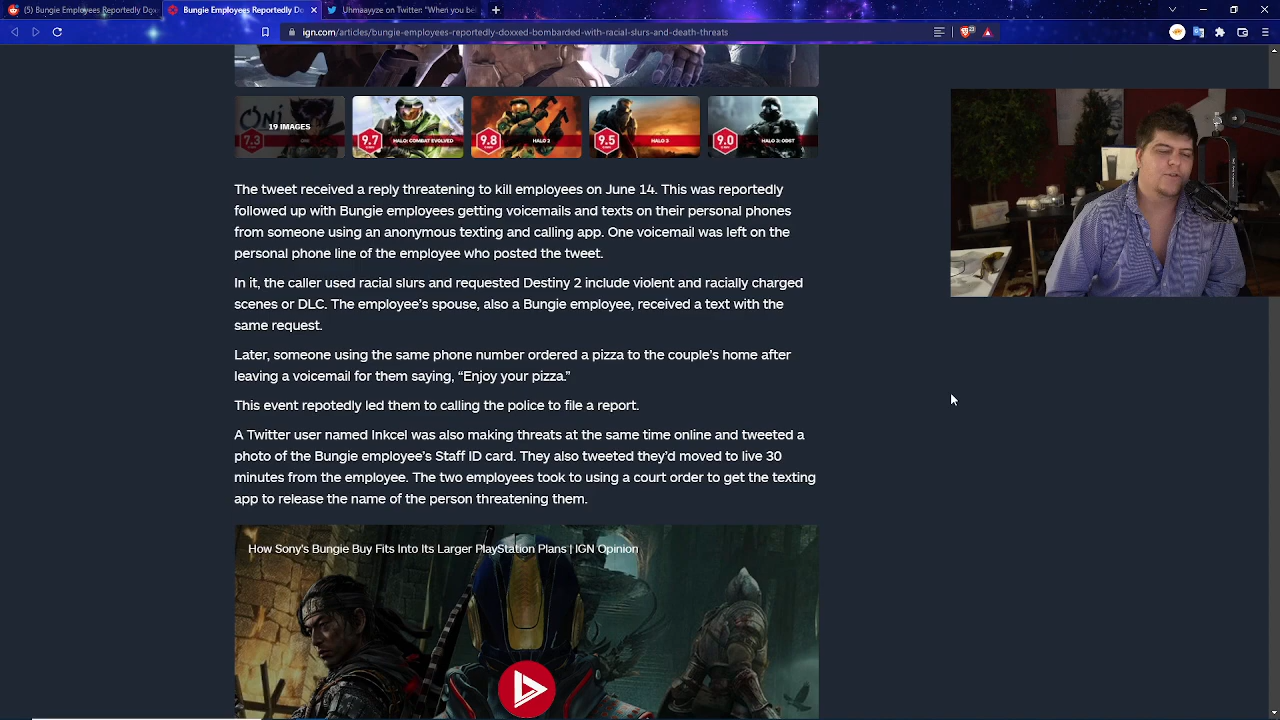 (5) Bungie Employees Reportedly Dox
Bungie Employees Reportedly Do
Uhmaayyze on Twitter: "When you be
ign.com/articles/bungie-employees-reportedly-doxxed-bombarded-with-racial-slurs-and-death-threats
19 IMAGES
7.3
9.7 HALO: COMBAT EVOLVED
9.8 HALO 2
9.5 HALO 3
9.0 HALO 3: ODST
The tweet received a reply threatening to kill employees on June 14. This was reportedly
followed up with Bungie employees getting voicemails and texts on their personal phones
from someone using an anonymous texting and calling app. One voicemail was left on the
personal phone line of the employee who posted the tweet.
In it, the caller used racial slurs and requested Destiny 2 include violent and racially charged
scenes or DLC. The employee's spouse, also a Bungie employee, received a text with the
same request.
Later, someone using the same phone number ordered a pizza to the couple's home after
leaving a voicemail for them saying, “Enjoy your pizza.”
This event repotedly led them to calling the police to file a report.
A Twitter user named Inkcel was also making threats at the same time online and tweeted a
photo of the Bungie employee's Staff ID card. They also tweeted they'd moved to live 30
minutes from the employee. The two employees took to using a court order to get the texting
app to release the name of the person threatening them.
How Sony's Bungie Buy Fits Into Its Larger PlayStation Plans | IGN Opinion